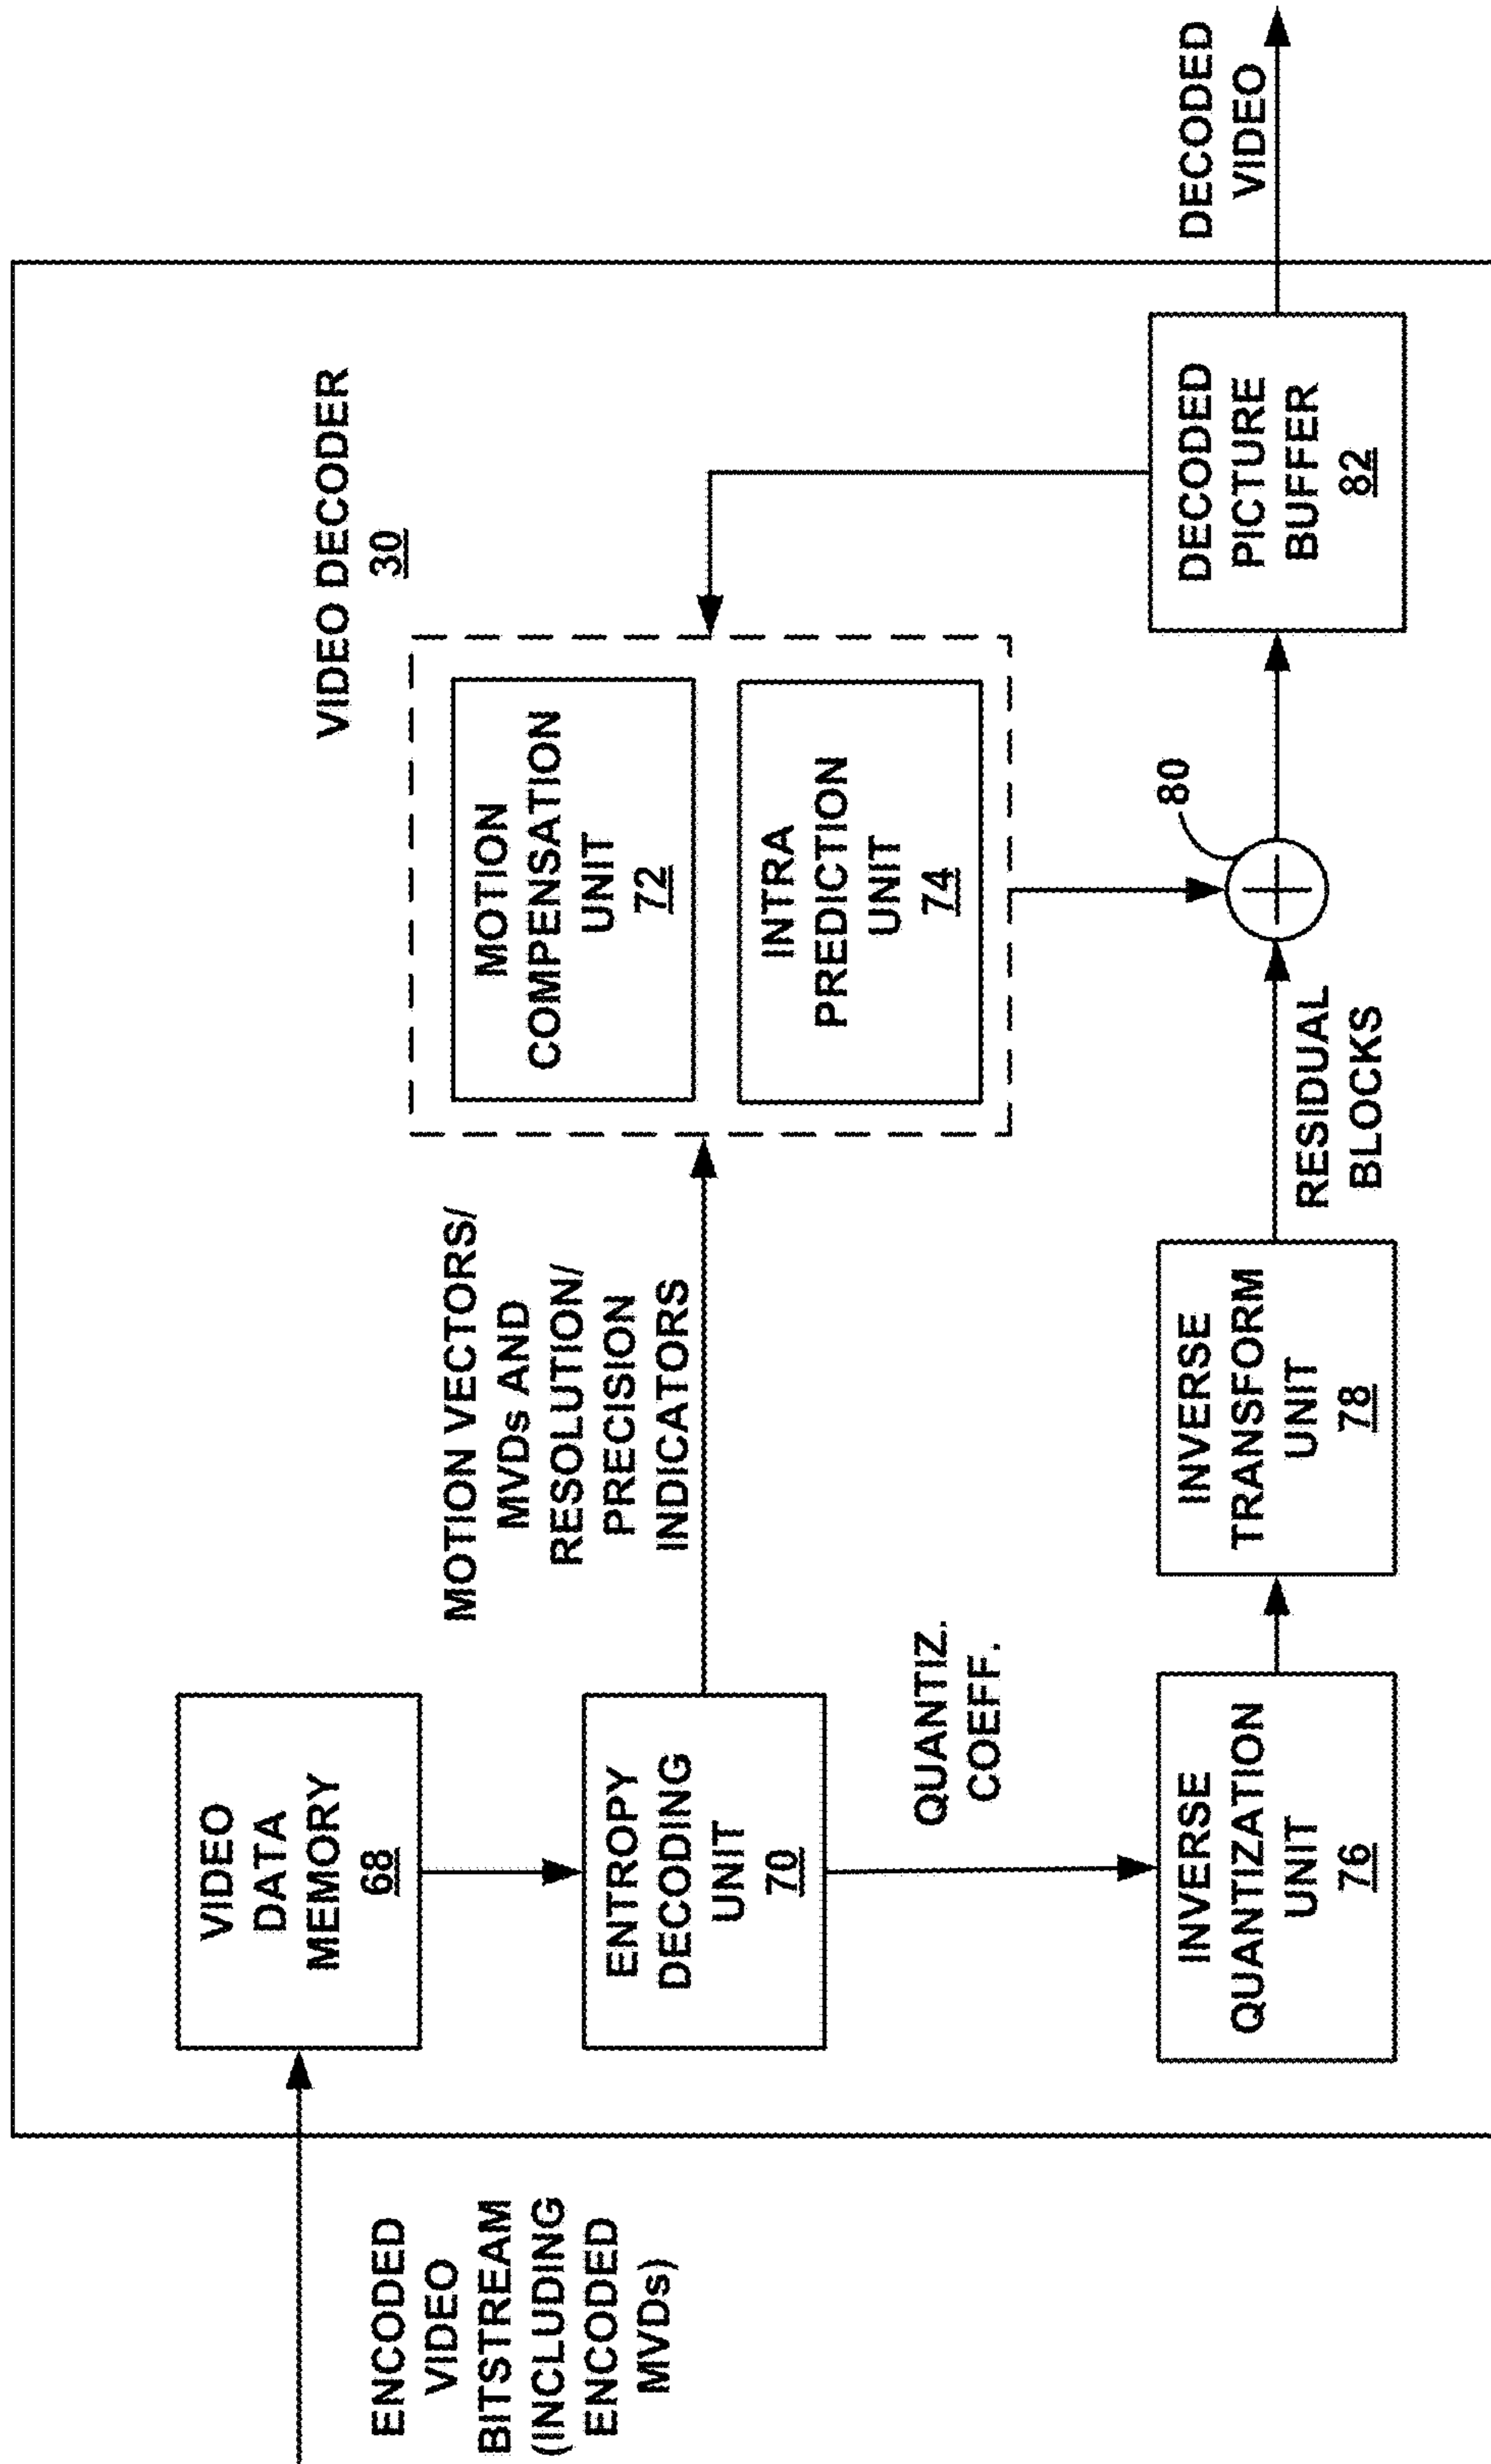 ENCODED
VIDEO
BITSTREAM
(INCLUDING
ENCODED
MVDs)
VIDEO
DATA
MEMORY
68
ENTROPY
DECODING
UNIT
70
MOTION VECTORS/
MVDs AND
RESOLUTION/
PRECISION
INDICATORS
QUANTIZ.
COEFF.
INVERSE
QUANTIZATION
UNIT
76
INVERSE
TRANSFORM
UNIT
78
RESIDUAL
BLOCKS
VIDEO DECODER
30
MOTION
COMPENSATION
UNIT
72
INTRA
PREDICTION
UNIT
74
80
DECODED
PICTURE
BUFFER
82
DECODED
VIDEO